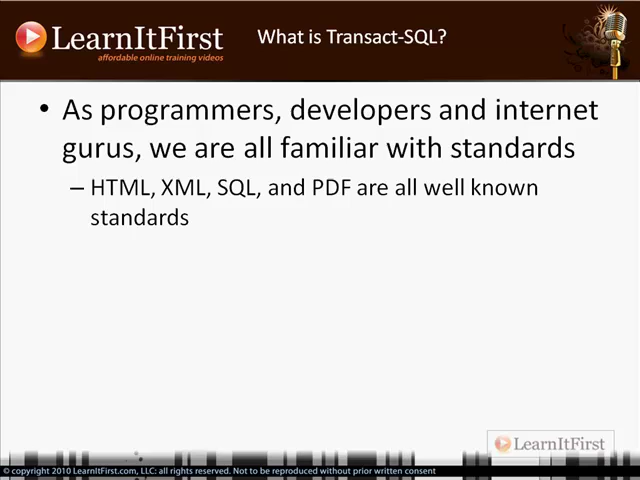 LearnItFirst
affordable online training videos
What is Transact-SQL?
• As programmers, developers and internet
gurus, we are all familiar with standards
– HTML, XML, SQL, and PDF are all well known
standards
LearnItFirst
© copyright 2010 LearnItFirst.com, LLC: all rights reserved. Not to be reproduced without prior written consent